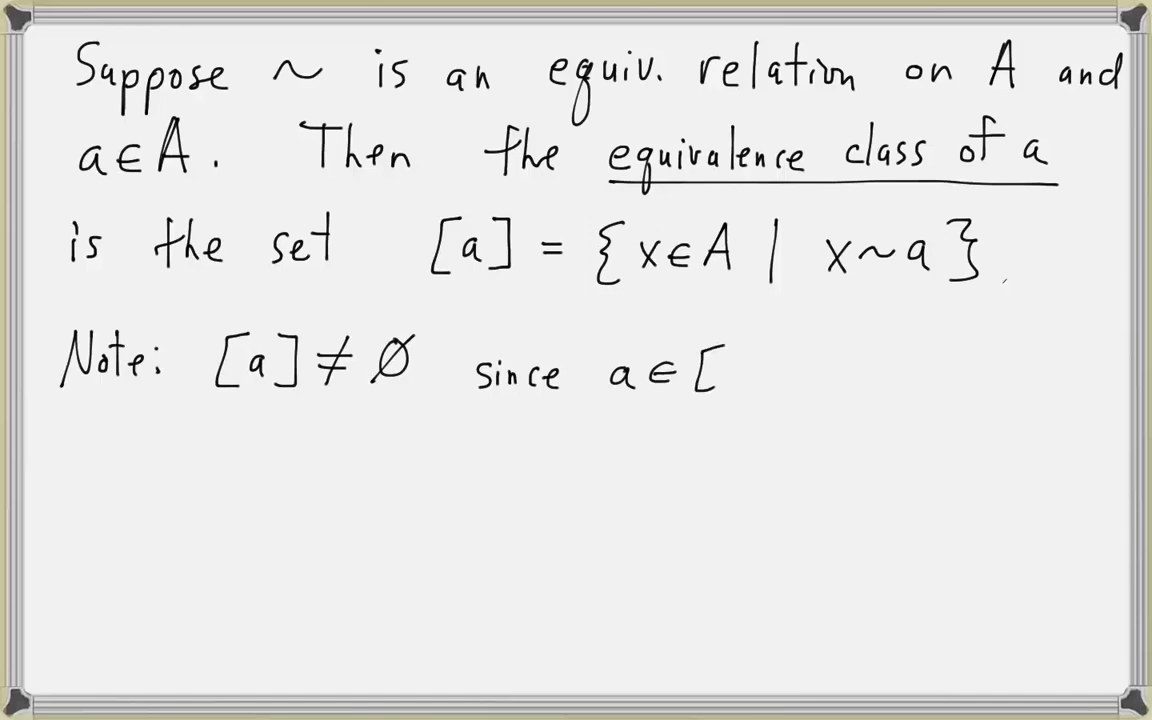 Suppose ~ is an equiv. relation on A and
a∈A. Then the equivalence class of a
is the set [a] = {x∈A | x~a}.
Note: [a] ≠ ∅ since a∈[